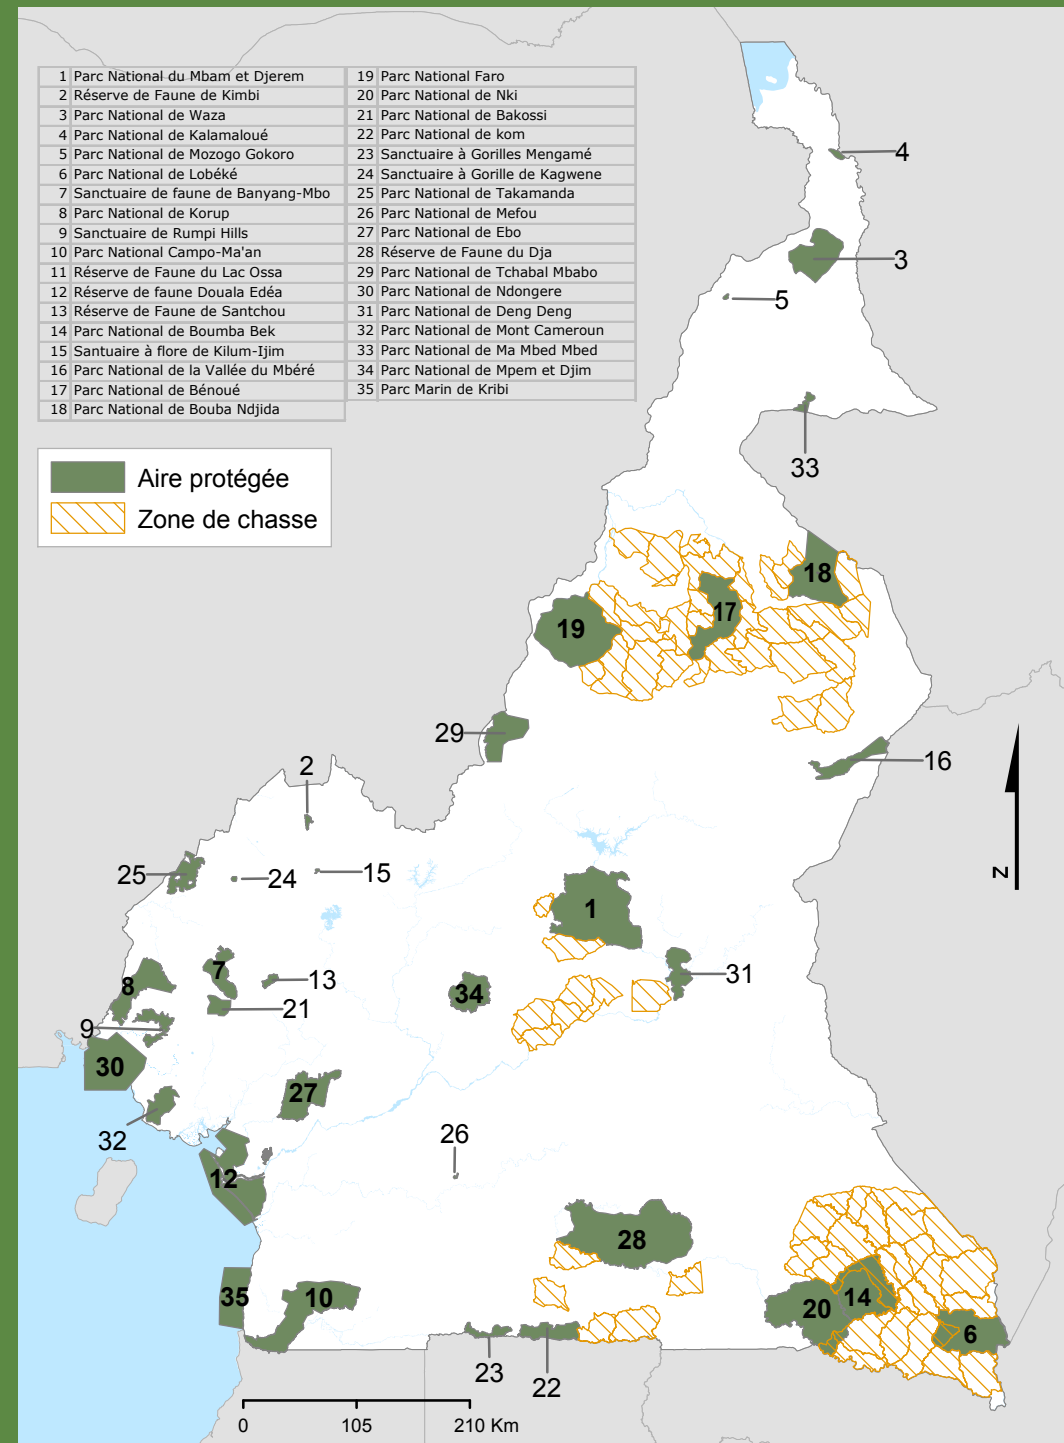 1 Parc National du Mbam et Djerem
2 Réserve de Faune de Kimbi
3 Parc National de Waza
4 Parc National de Kalamaloué
5 Parc National de Mozogo Gokoro
6 Parc National de Lobéké
7 Sanctuaire de faune de Banyang-Mbo
8 Parc National de Korup
9 Sanctuaire de Rumpi Hills
10 Parc National Campo-Ma'an
11 Réserve de Faune du Lac Ossa
12 Réserve de faune Douala Edéa
13 Réserve de Faune de Santchou
14 Parc National de Boumba Bek
15 Santuaire à flore de Kilum-Ijim
16 Parc National de la Vallée du Mbéré
17 Parc National de Bénoué
18 Parc National de Bouba Ndjida
19 Parc National Faro
20 Parc National de Nki
21 Parc National de Bakossi
22 Parc National de kom
23 Sanctuaire à Gorilles Mengamé
24 Sanctuaire à Gorille de Kagwene
25 Parc National de Takamanda
26 Parc National de Mefou
27 Parc National de Ebo
28 Réserve de Faune du Dja
29 Parc National de Tchabal Mbabo
30 Parc National de Ndongere
31 Parc National de Deng Deng
32 Parc National de Mont Cameroun
33 Parc National de Ma Mbed Mbed
34 Parc National de Mpem et Djim
35 Parc Marin de Kribi
Aire protégée
Zone de chasse
4
3
5
33
18
17
19
29
16
2
25
24
15
1
7
13
31
8
34
21
9
30
27
32
26
12
28
35
10
20
14
6
23
22
N
0 105 210 Km